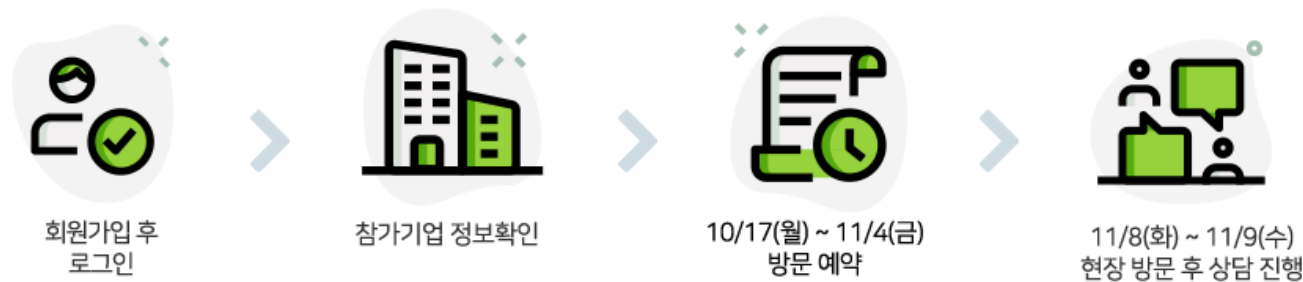 회원가입 후
로그인
참가기업 정보확인
10/17(월) ~ 11/4(금)
방문 예약
11/8(화) ~ 11/9(수)
현장 방문 후 상담 진행